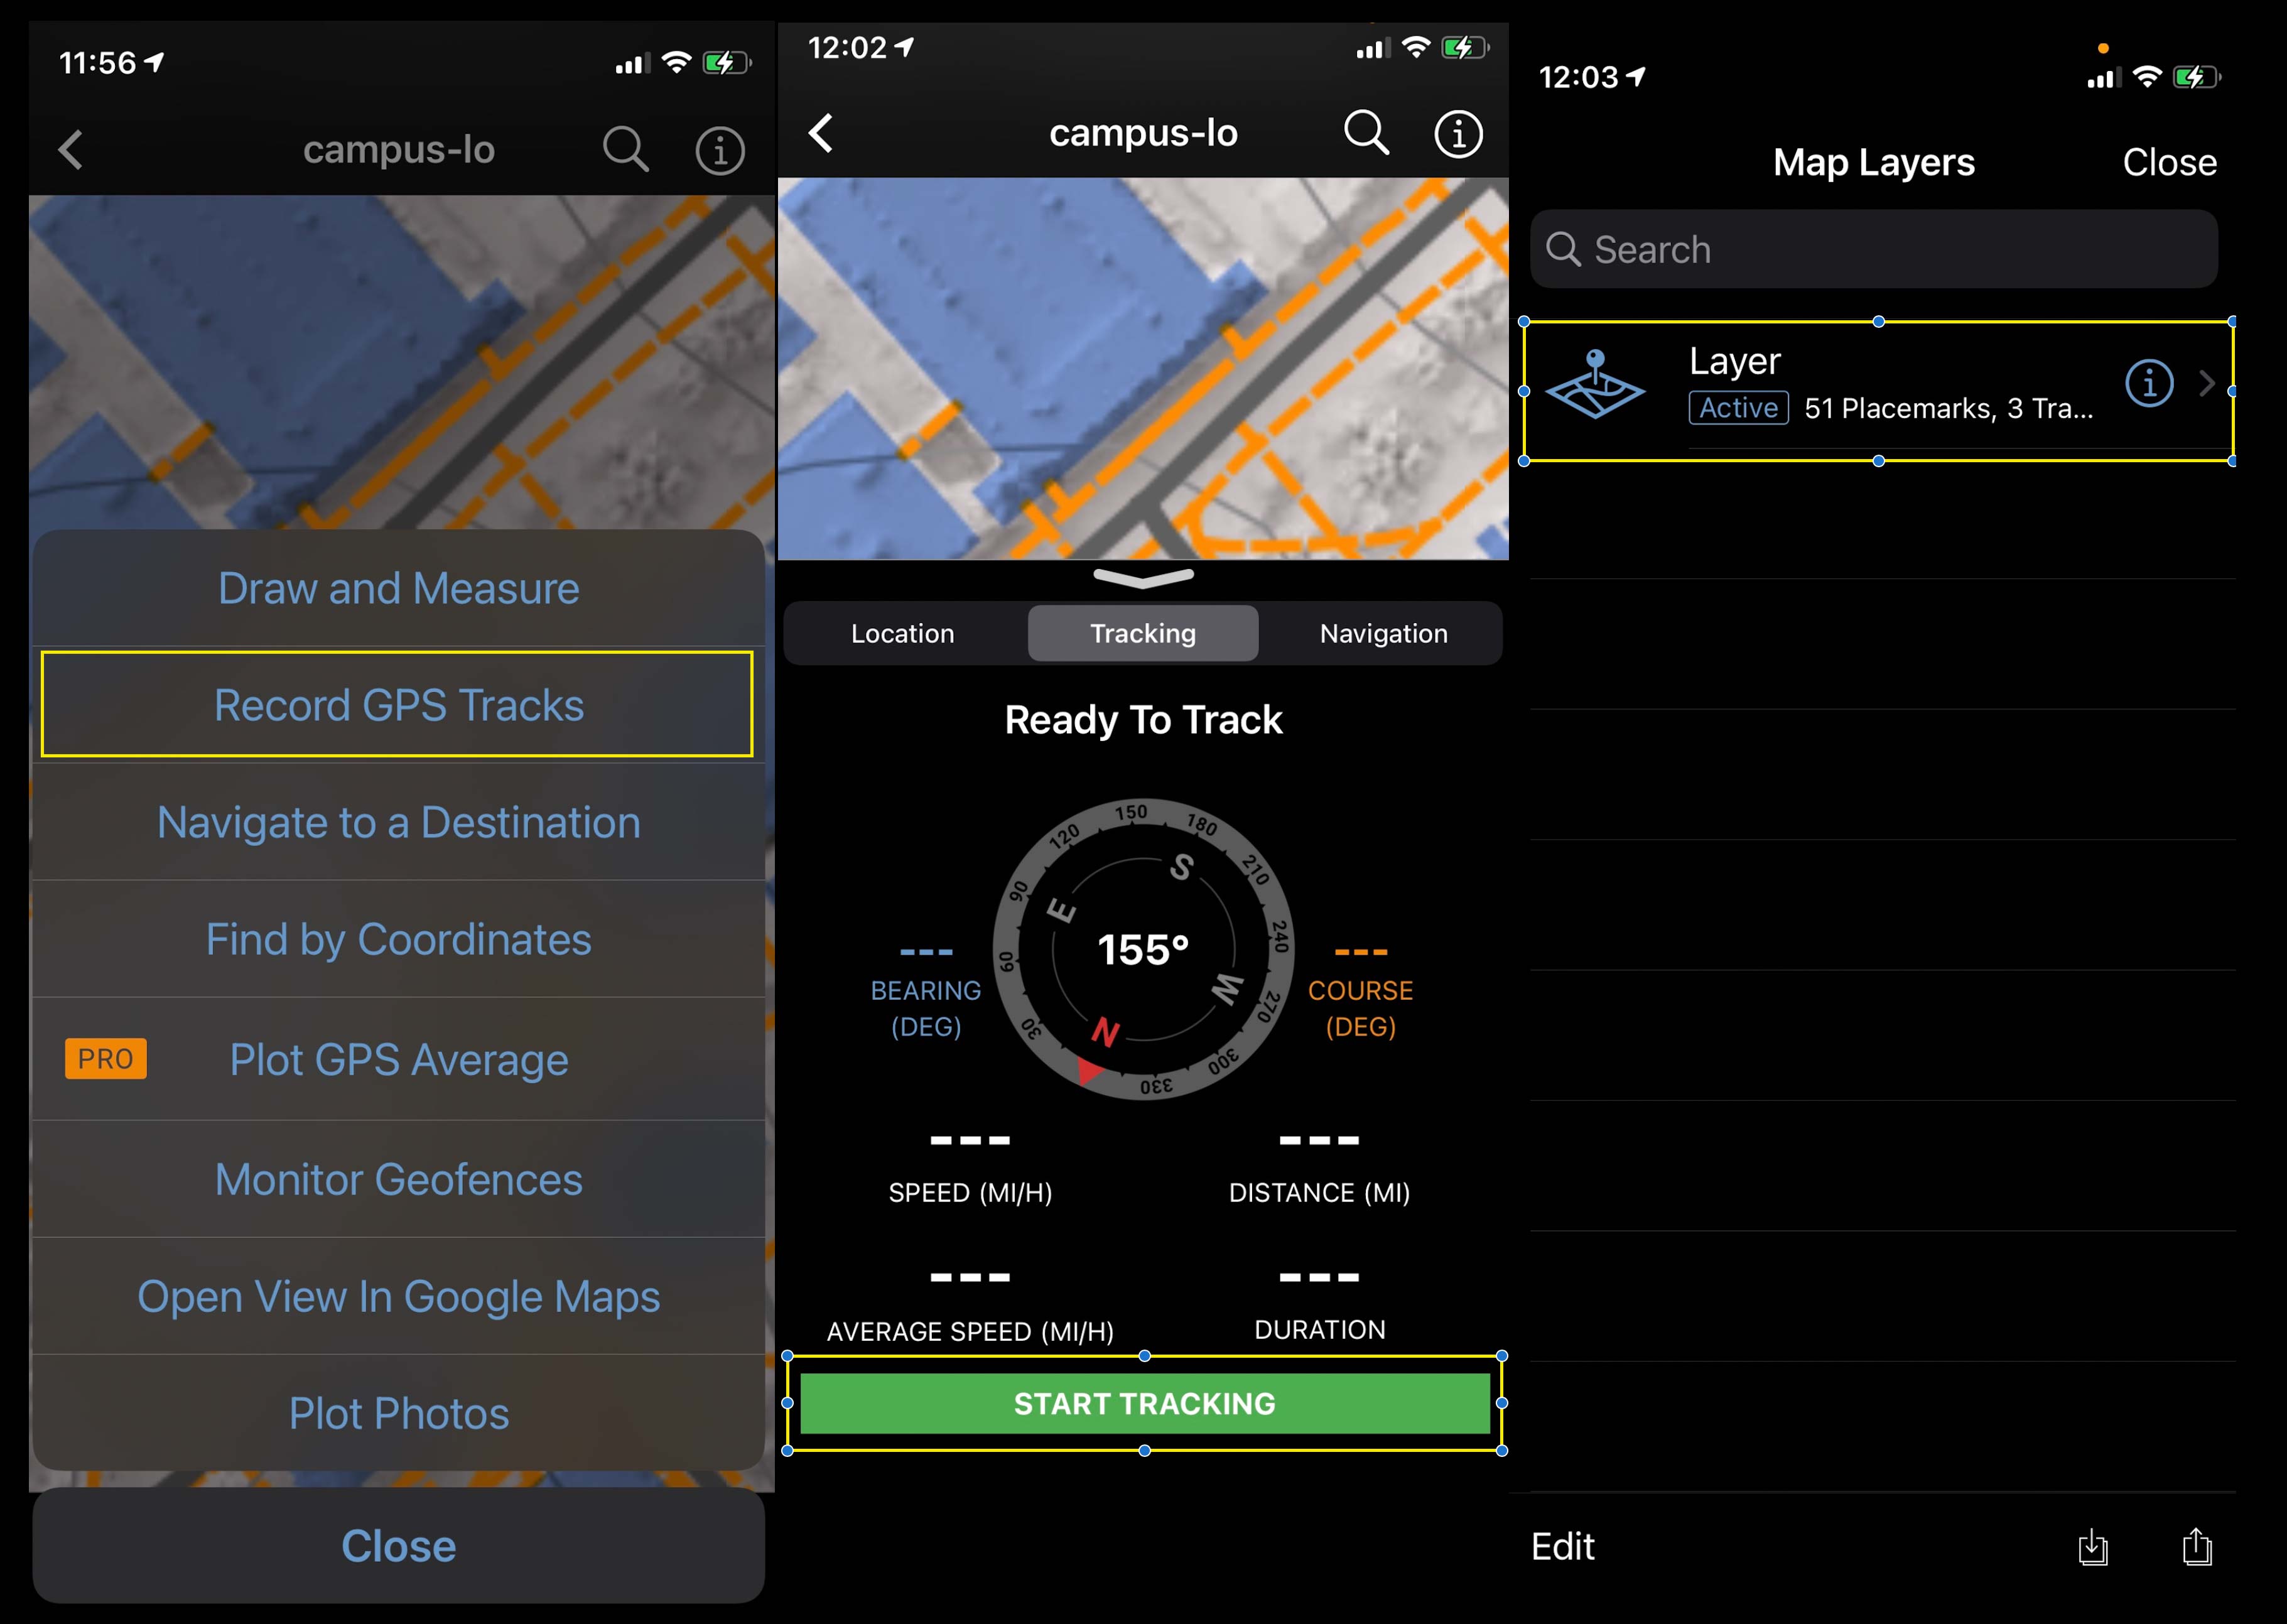 11:56
campus-lo
Draw and Measure
Record GPS Tracks
Navigate to a Destination
Find by Coordinates
PRO Plot GPS Average
Monitor Geofences
Open View In Google Maps
Plot Photos
Close
12:02
campus-lo
Location Tracking Navigation
Ready To Track
150
120 180
90 S 210
E
60 155° 240
W
30 N 270
300
330
--- ---
BEARING COURSE
(DEG) (DEG)
--- ---
SPEED (MI/H) DISTANCE (MI)
--- ---
AVERAGE SPEED (MI/H) DURATION
START TRACKING
12:03
Map Layers Close
Search
Layer
Active 51 Placemarks, 3 Tra...
Edit